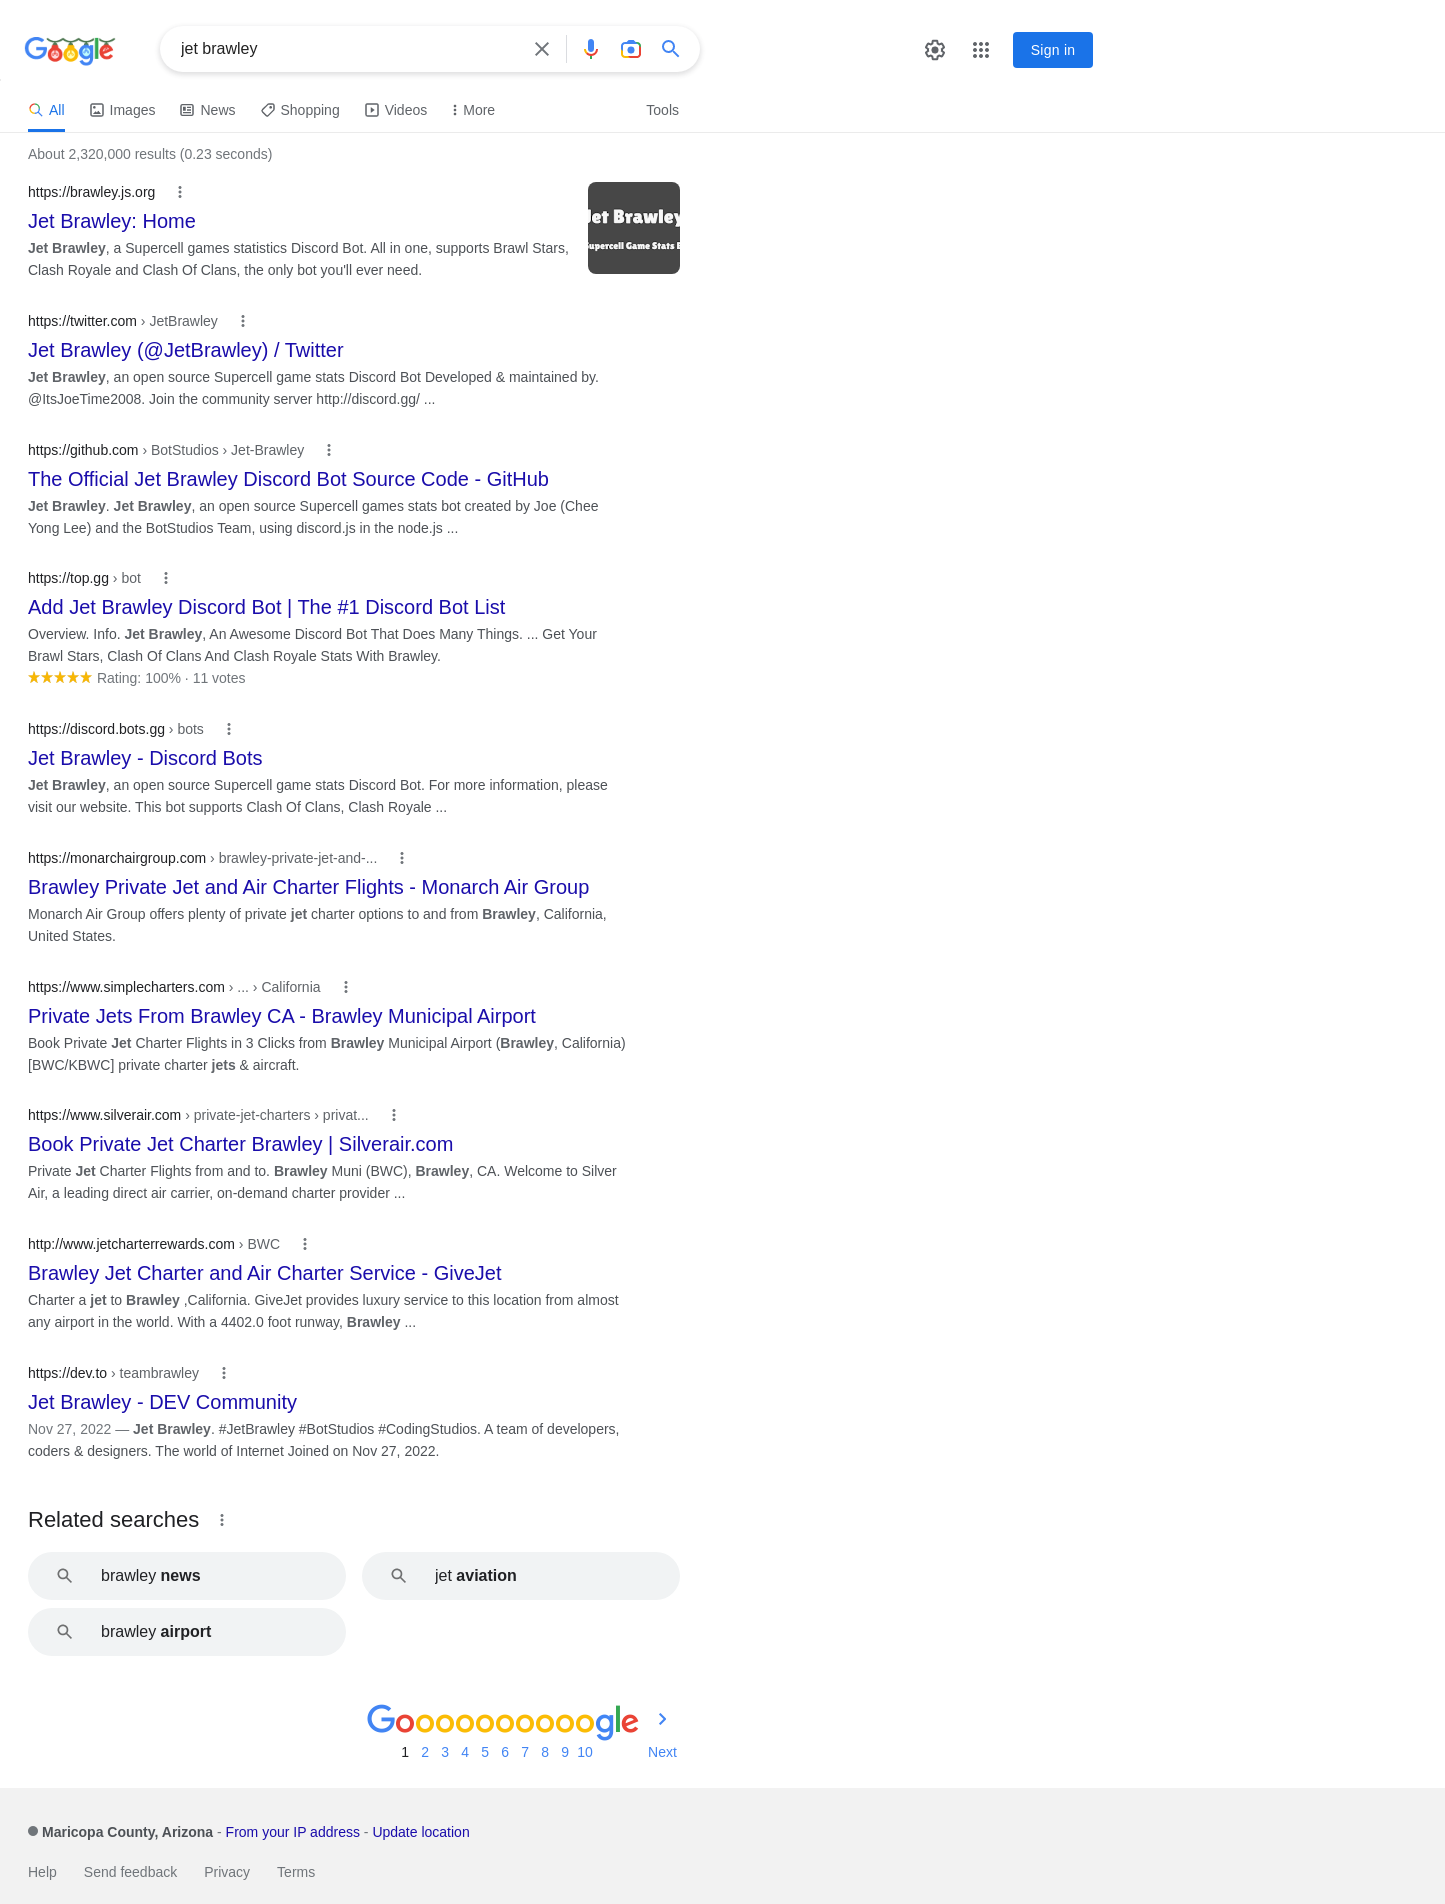 Google
jet brawley
Sign in
All Images News Shopping Videos More Tools
About 2,320,000 results (0.23 seconds)
https://brawley.js.org
Jet Brawley: Home
Jet Brawley, a Supercell games statistics Discord Bot. All in one, supports Brawl Stars,
Clash Royale and Clash Of Clans, the only bot you'll ever need.
Jet Brawley
Supercell Game Stats
https://twitter.com › JetBrawley
Jet Brawley (@JetBrawley) / Twitter
Jet Brawley, an open source Supercell game stats Discord Bot Developed & maintained by.
@ItsJoeTime2008. Join the community server http://discord.gg/ ...
https://github.com › BotStudios › Jet-Brawley
The Official Jet Brawley Discord Bot Source Code - GitHub
Jet Brawley. Jet Brawley, an open source Supercell games stats bot created by Joe (Chee
Yong Lee) and the BotStudios Team, using discord.js in the node.js ...
https://top.gg › bot
Add Jet Brawley Discord Bot | The #1 Discord Bot List
Overview. Info. Jet Brawley, An Awesome Discord Bot That Does Many Things. ... Get Your
Brawl Stars, Clash Of Clans And Clash Royale Stats With Brawley.
Rating: 100% · 11 votes
https://discord.bots.gg › bots
Jet Brawley - Discord Bots
Jet Brawley, an open source Supercell game stats Discord Bot. For more information, please
visit our website. This bot supports Clash Of Clans, Clash Royale ...
https://monarchairgroup.com › brawley-private-jet-and-...
Brawley Private Jet and Air Charter Flights - Monarch Air Group
Monarch Air Group offers plenty of private jet charter options to and from Brawley, California,
United States.
https://www.simplecharters.com › ... › California
Private Jets From Brawley CA - Brawley Municipal Airport
Book Private Jet Charter Flights in 3 Clicks from Brawley Municipal Airport (Brawley, California)
[BWC/KBWC] private charter jets & aircraft.
https://www.silverair.com › private-jet-charters › privat...
Book Private Jet Charter Brawley | Silverair.com
Private Jet Charter Flights from and to. Brawley Muni (BWC), Brawley, CA. Welcome to Silver
Air, a leading direct air carrier, on-demand charter provider ...
http://www.jetcharterrewards.com › BWC
Brawley Jet Charter and Air Charter Service - GiveJet
Charter a jet to Brawley ,California. GiveJet provides luxury service to this location from almost
any airport in the world. With a 4402.0 foot runway, Brawley ...
https://dev.to › teambrawley
Jet Brawley - DEV Community
Nov 27, 2022 — Jet Brawley. #JetBrawley #BotStudios #CodingStudios. A team of developers,
coders & designers. The world of Internet Joined on Nov 27, 2022.
Related searches
brawley news
jet aviation
brawley airport
Goooooooooogle
1 2 3 4 5 6 7 8 9 10 Next
Maricopa County, Arizona - From your IP address - Update location
Help Send feedback Privacy Terms